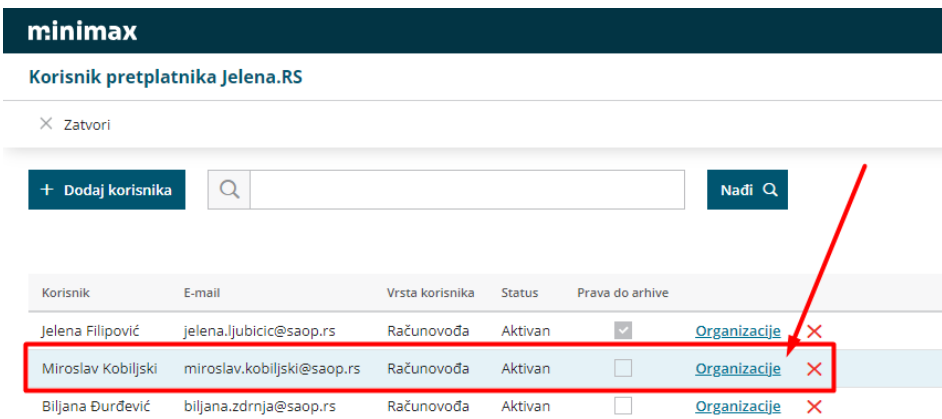 minimax
Korisnik pretplatnika Jelena.RS
× Zatvori
+ Dodaj korisnika Nađi
Korisnik E-mail Vrsta korisnika Status Prava do arhive
Jelena Filipović jelena.ljubicic@saop.rs Računovođa Aktivan Organizacije
Miroslav Kobiljski miroslav.kobiljski@saop.rs Računovođa Aktivan Organizacije
Biljana Đurđević biljana.zdrnja@saop.rs Računovođa Aktivan Organizacije